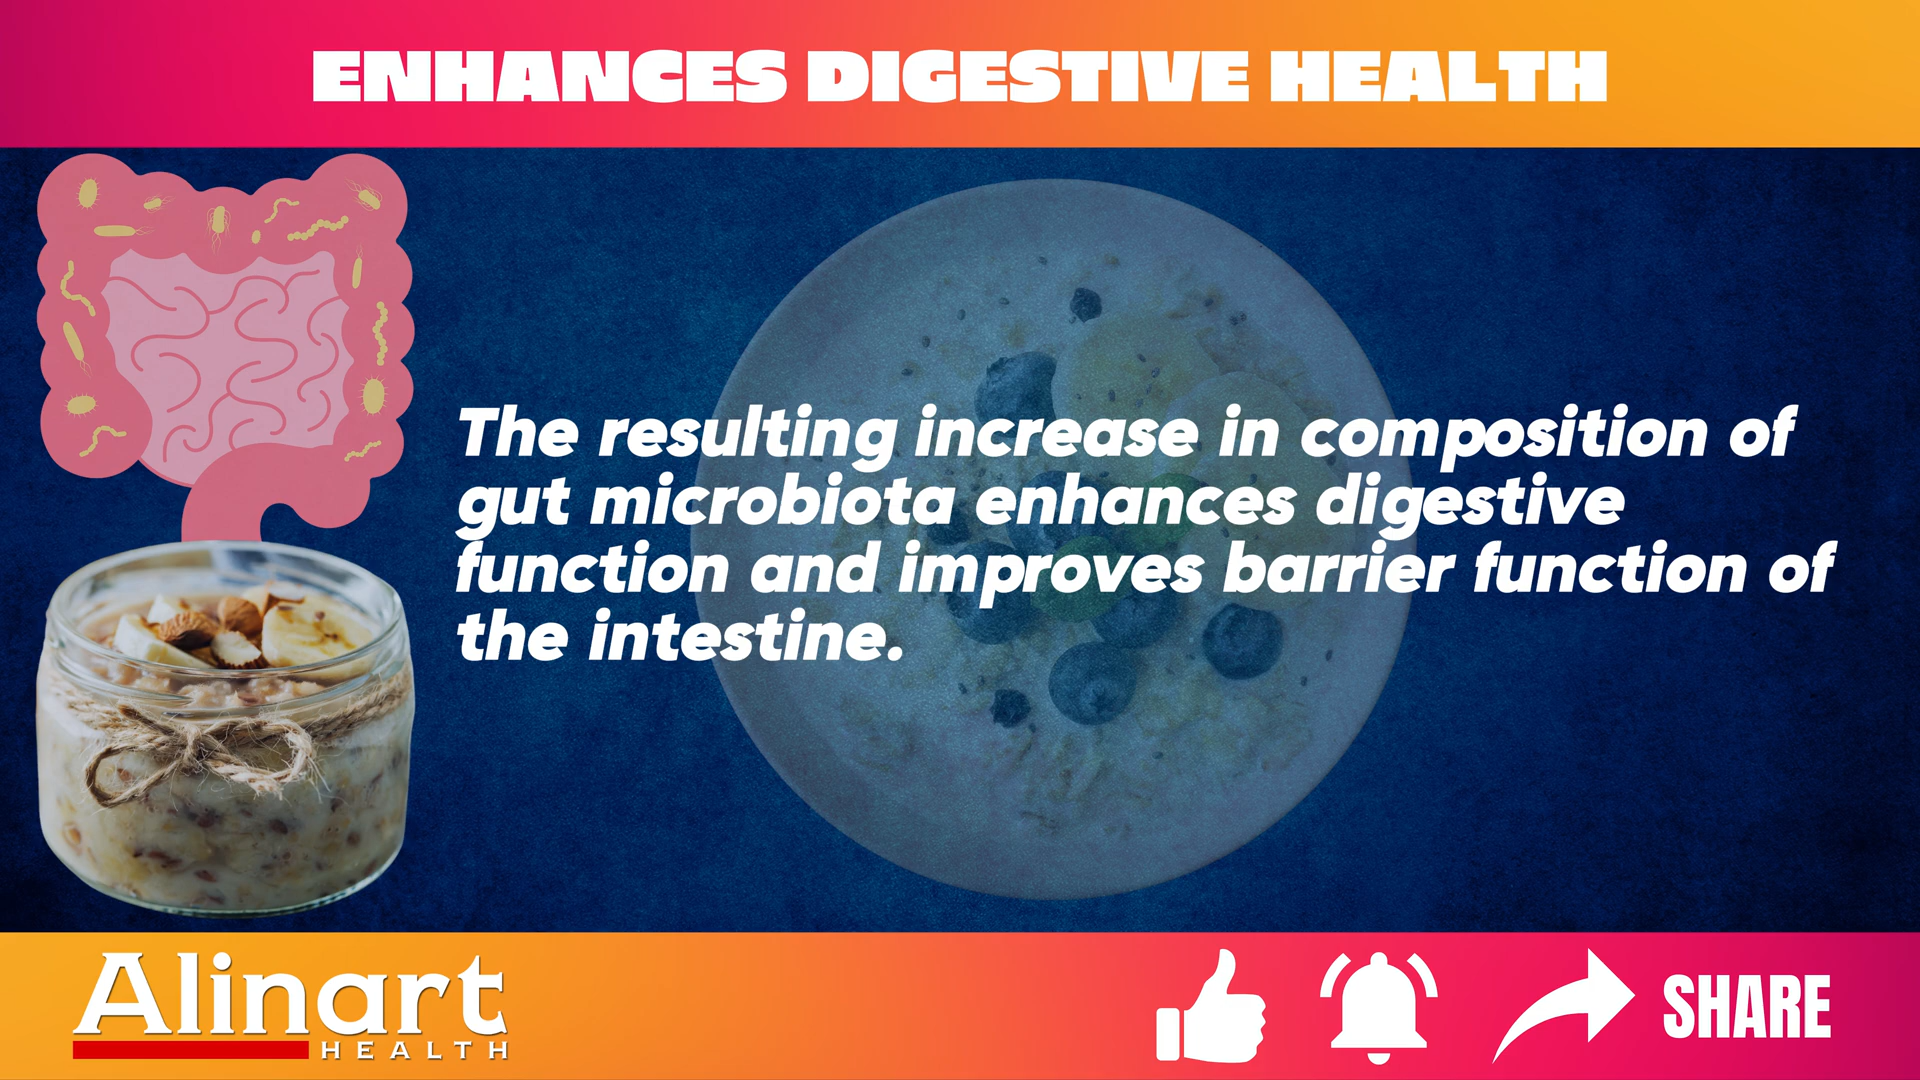 ENHANCES DIGESTIVE HEALTH
The resulting increase in composition of
gut microbiota enhances digestive
function and improves barrier function of
the intestine.
Alinart
HEALTH
SHARE